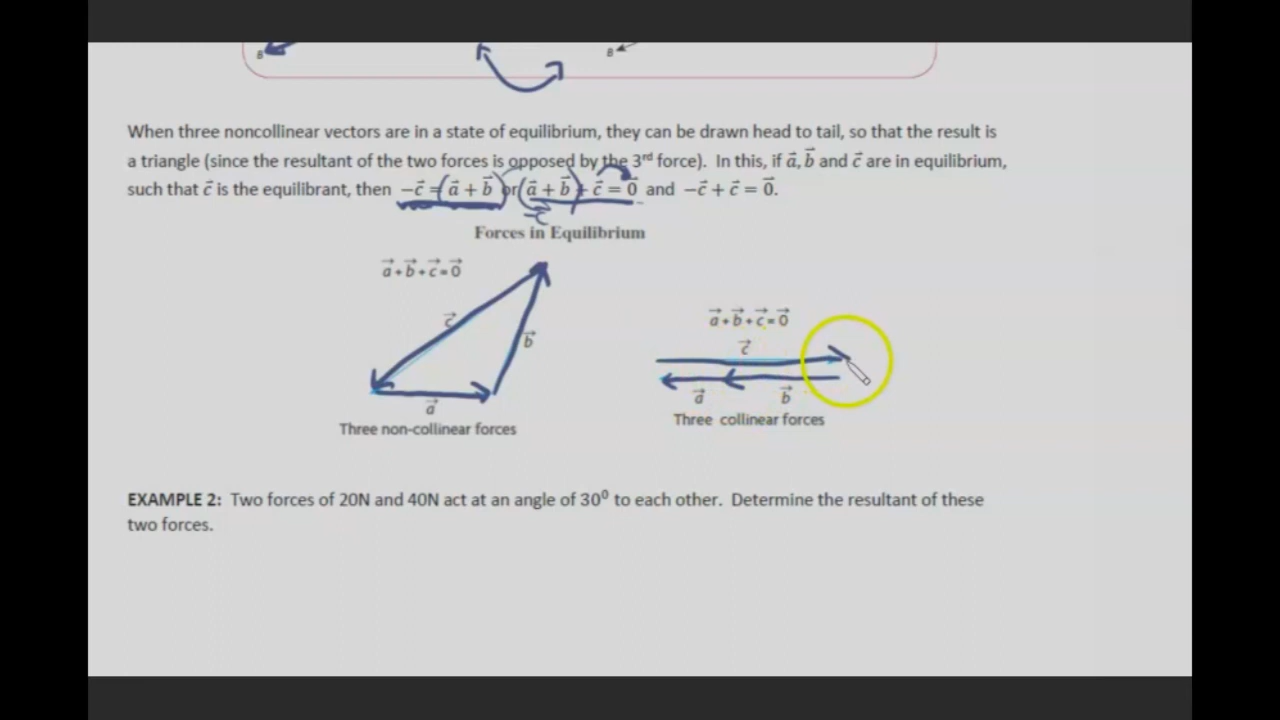 B
B
When three noncollinear vectors are in a state of equilibrium, they can be drawn head to tail, so that the result is
a triangle (since the resultant of the two forces is opposed by the 3rd force). In this, if a⃗, b⃗ and c⃗ are in equilibrium,
such that c⃗ is the equilibrant, then −c⃗ = (a⃗ + b⃗) or (a⃗ + b⃗) + c⃗ = 0⃗ and −c⃗ + c⃗ = 0⃗.
−c⃗
Forces in Equilibrium
a⃗ + b⃗ + c⃗ = 0⃗
c⃗
b⃗
a⃗
Three non-collinear forces
a⃗ + b⃗ + c⃗ = 0⃗
c⃗
a⃗ b⃗
Three collinear forces
EXAMPLE 2: Two forces of 20N and 40N act at an angle of 30⁰ to each other. Determine the resultant of these
two forces.